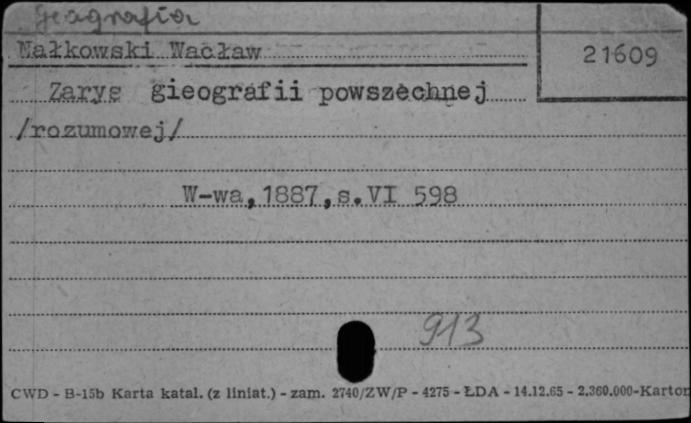 Geografia
Nałkowski Wacław
21609
Zarys gieografii powszechnej
/rozumowej/
W-wa, 1887, s. VI 598
913
CWD - B-15b Karta katal. (z liniat.) - zam. 2740/ZW/P - 4275 - ŁDA - 14.12.65 - 2.360.000-Karton